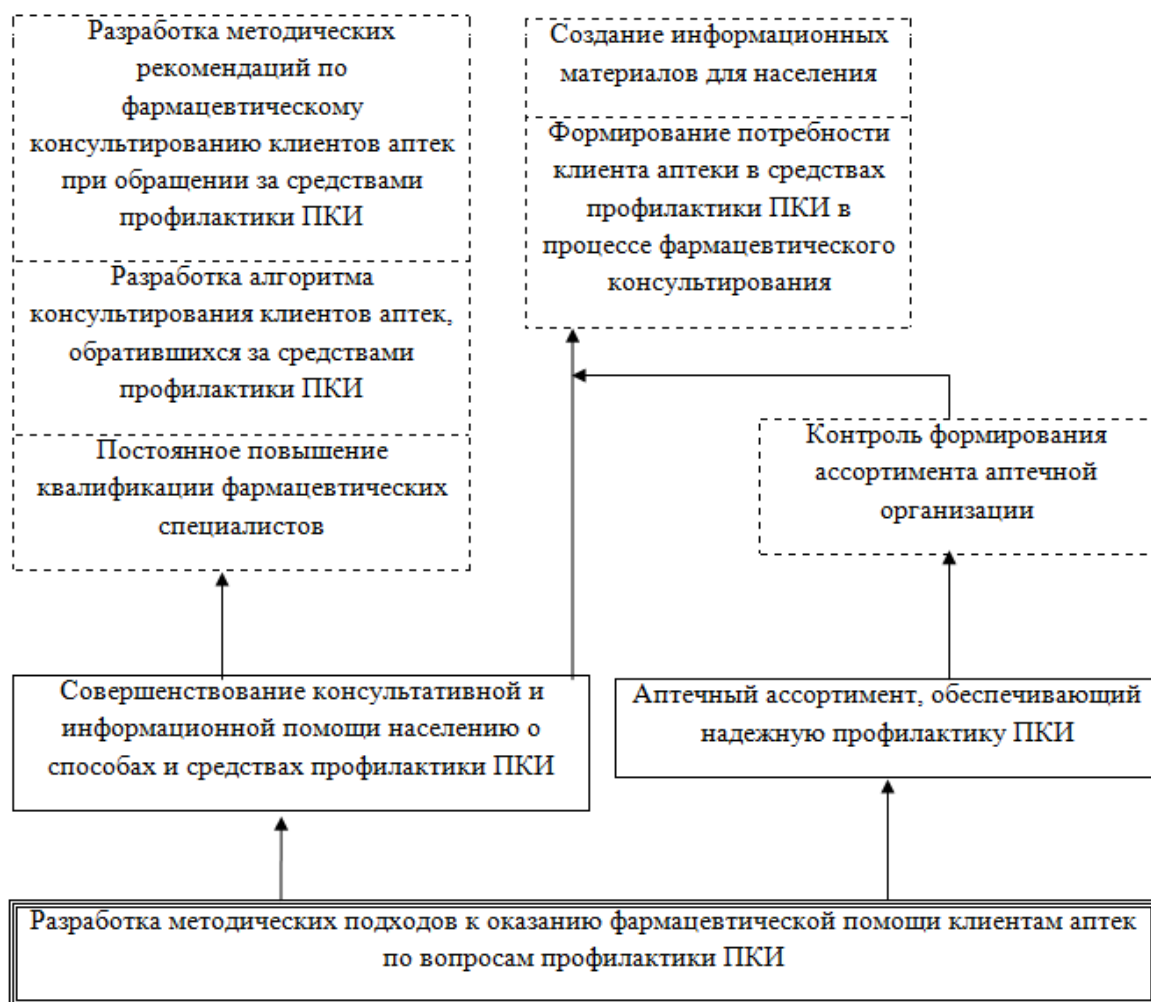 Разработка методических
рекомендаций по
фармацевтическому
консультированию клиентов аптек
при обращении за средствами
профилактики ПКИ
Разработка алгоритма
консультирования клиентов аптек,
обратившихся за средствами
профилактики ПКИ
Постоянное повышение
квалификации фармацевтических
специалистов
Создание информационных
материалов для населения
Формирование потребности
клиента аптеки в средствах
профилактики ПКИ в
процессе фармацевтического
консультирования
Контроль формирования
ассортимента аптечной
организации
Совершенствование консультативной и
информационной помощи населению о
способах и средствах профилактики ПКИ
Аптечный ассортимент, обеспечивающий
надежную профилактику ПКИ
Разработка методических подходов к оказанию фармацевтической помощи клиентам аптек
по вопросам профилактики ПКИ